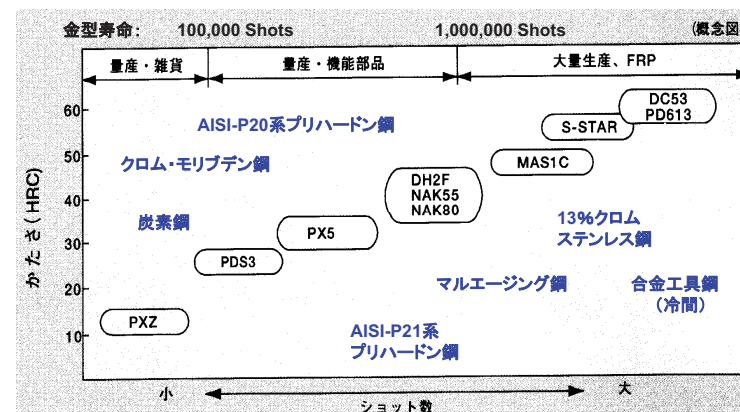 金型寿命: 100,000 Shots 1,000,000 Shots (概念図
量産・雑貨 量産・機能部品 大量生産、FRP
かたさ(HRC)
60
50
40
30
20
10
DC53
PD613
S-STAR
AISI-P20系プリハードン鋼
MAS1C
クロム・モリブデン鋼
DH2F
NAK55
NAK80
炭素鋼
13%クロム
ステンレス鋼
PX5
PDS3
マルエージング鋼
合金工具鋼
(冷間)
PXZ
AISI-P21系
プリハードン鋼
小 大
ショット数